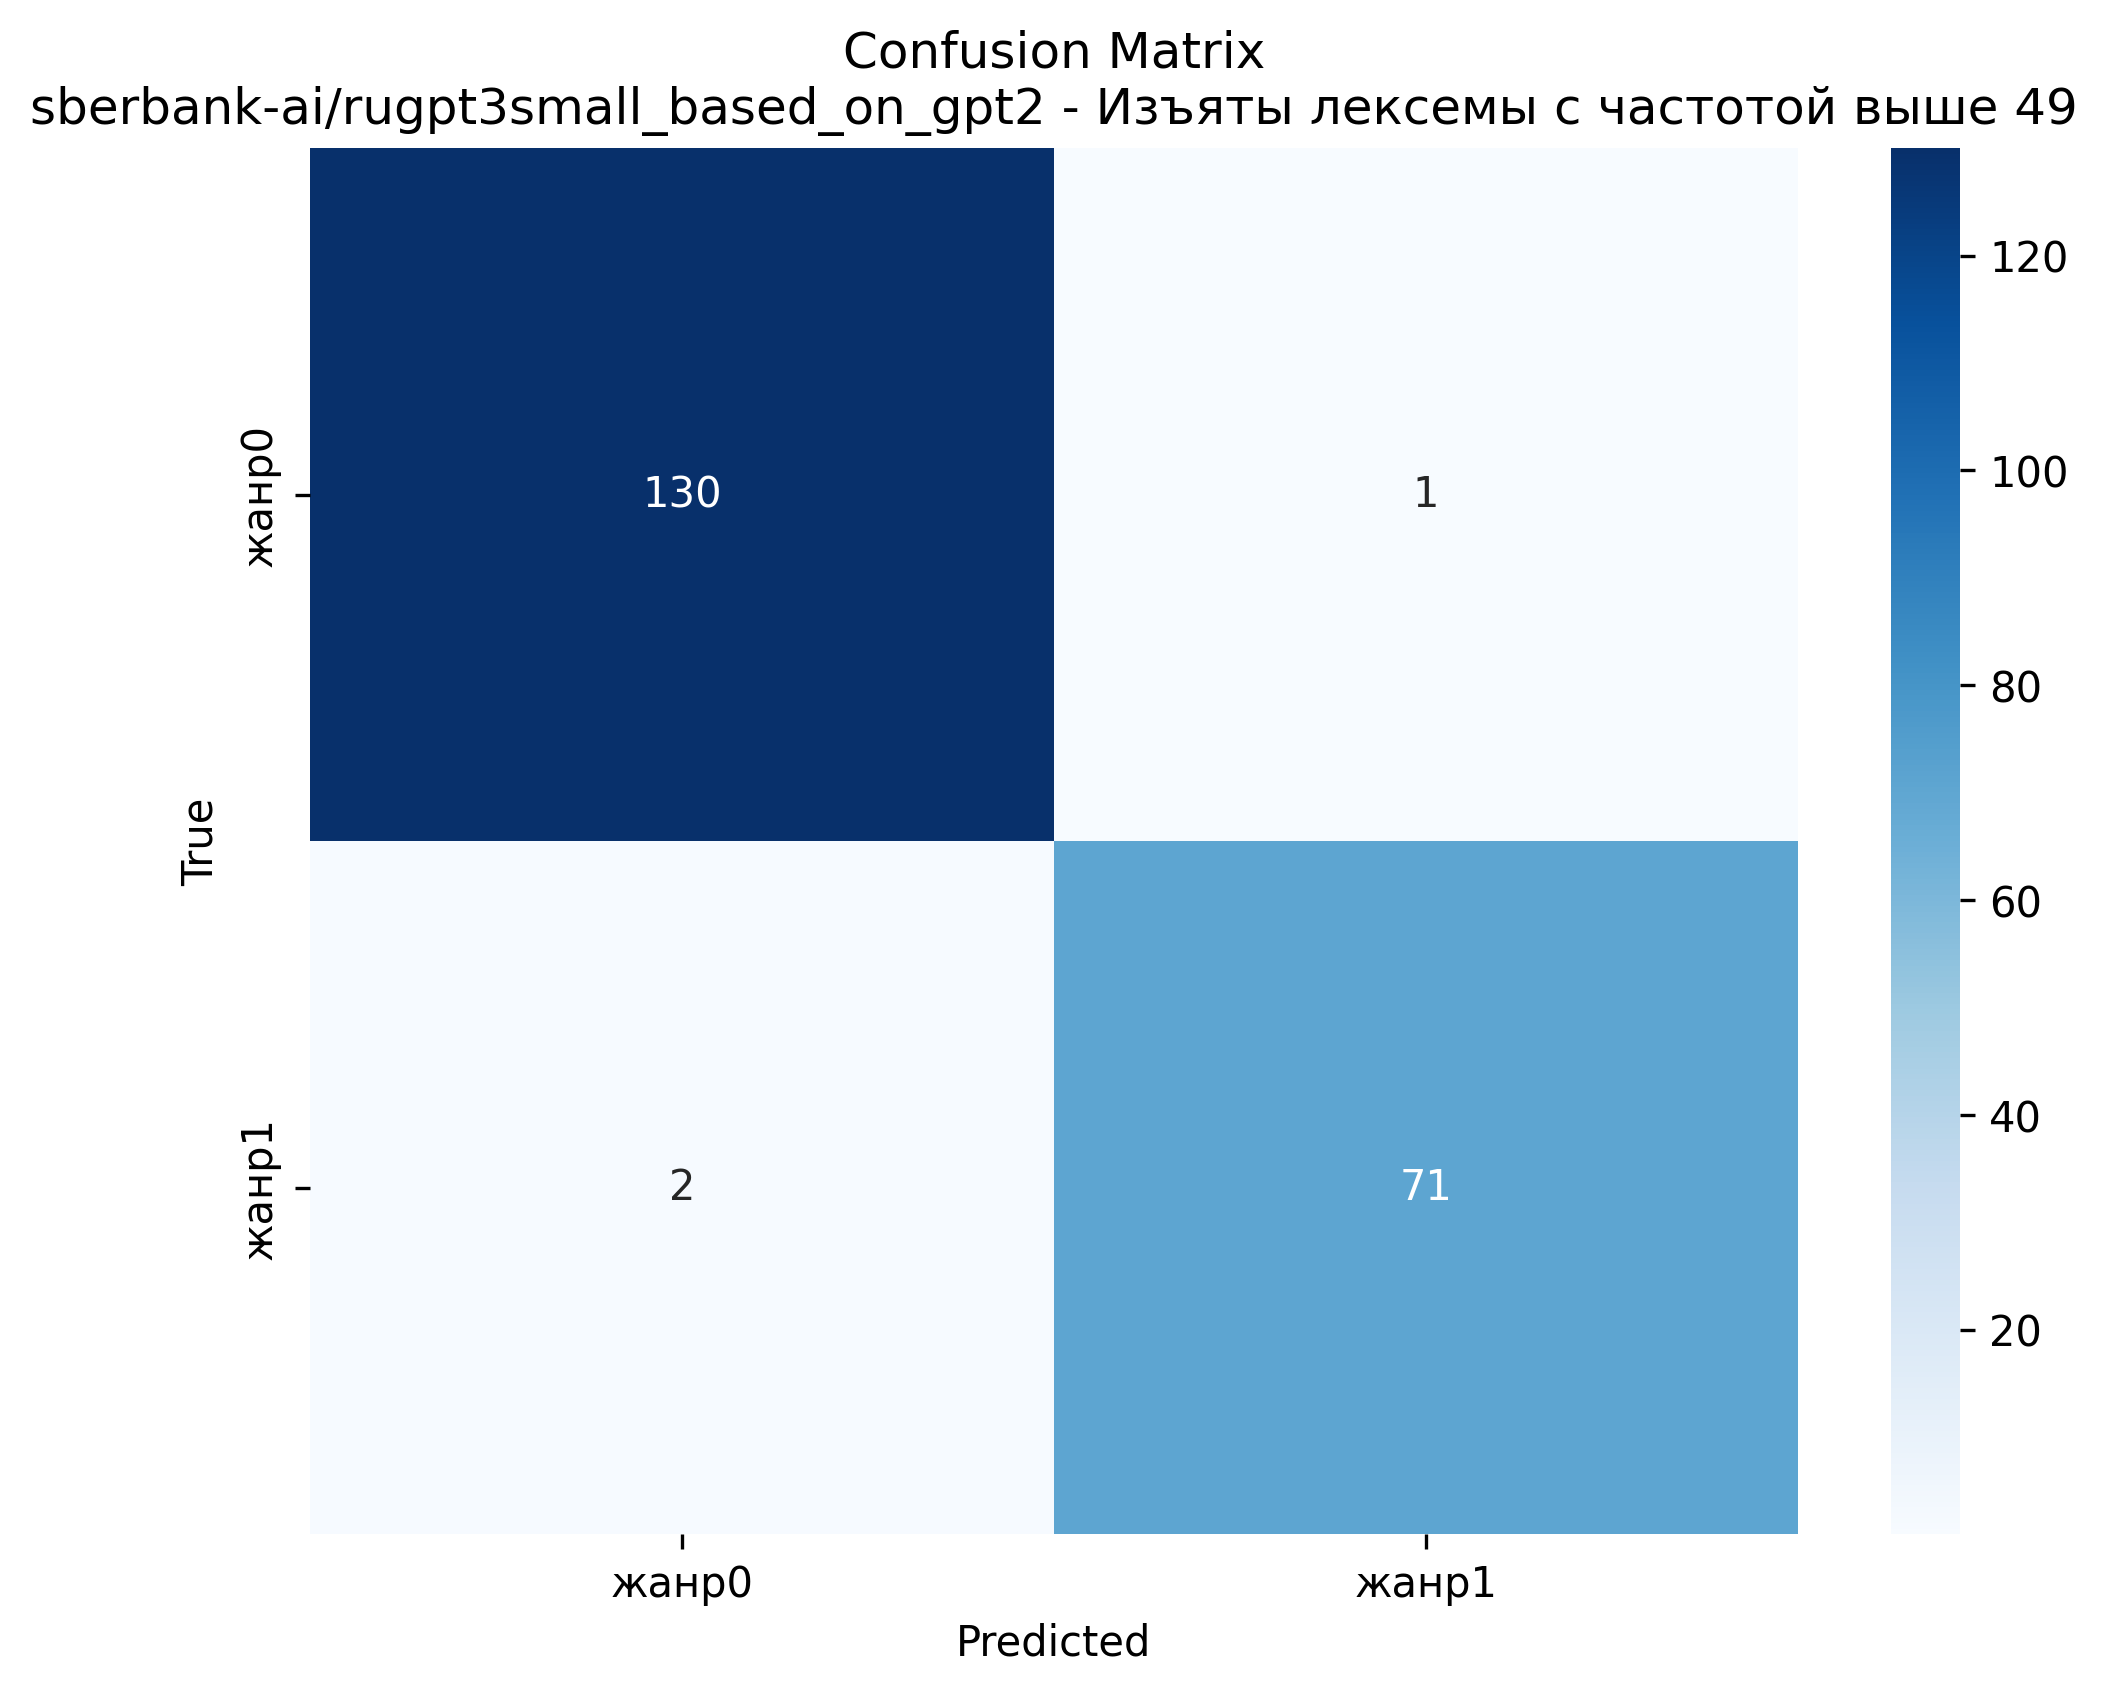 Confusion Matrix
sberbank-ai/rugpt3small_based_on_gpt2 - Изъяты лексемы с частотой выше 49
жанр0
130
1
120
100
80
60
40
20
True
жанр1
2
71
жанр0
жанр1
Predicted